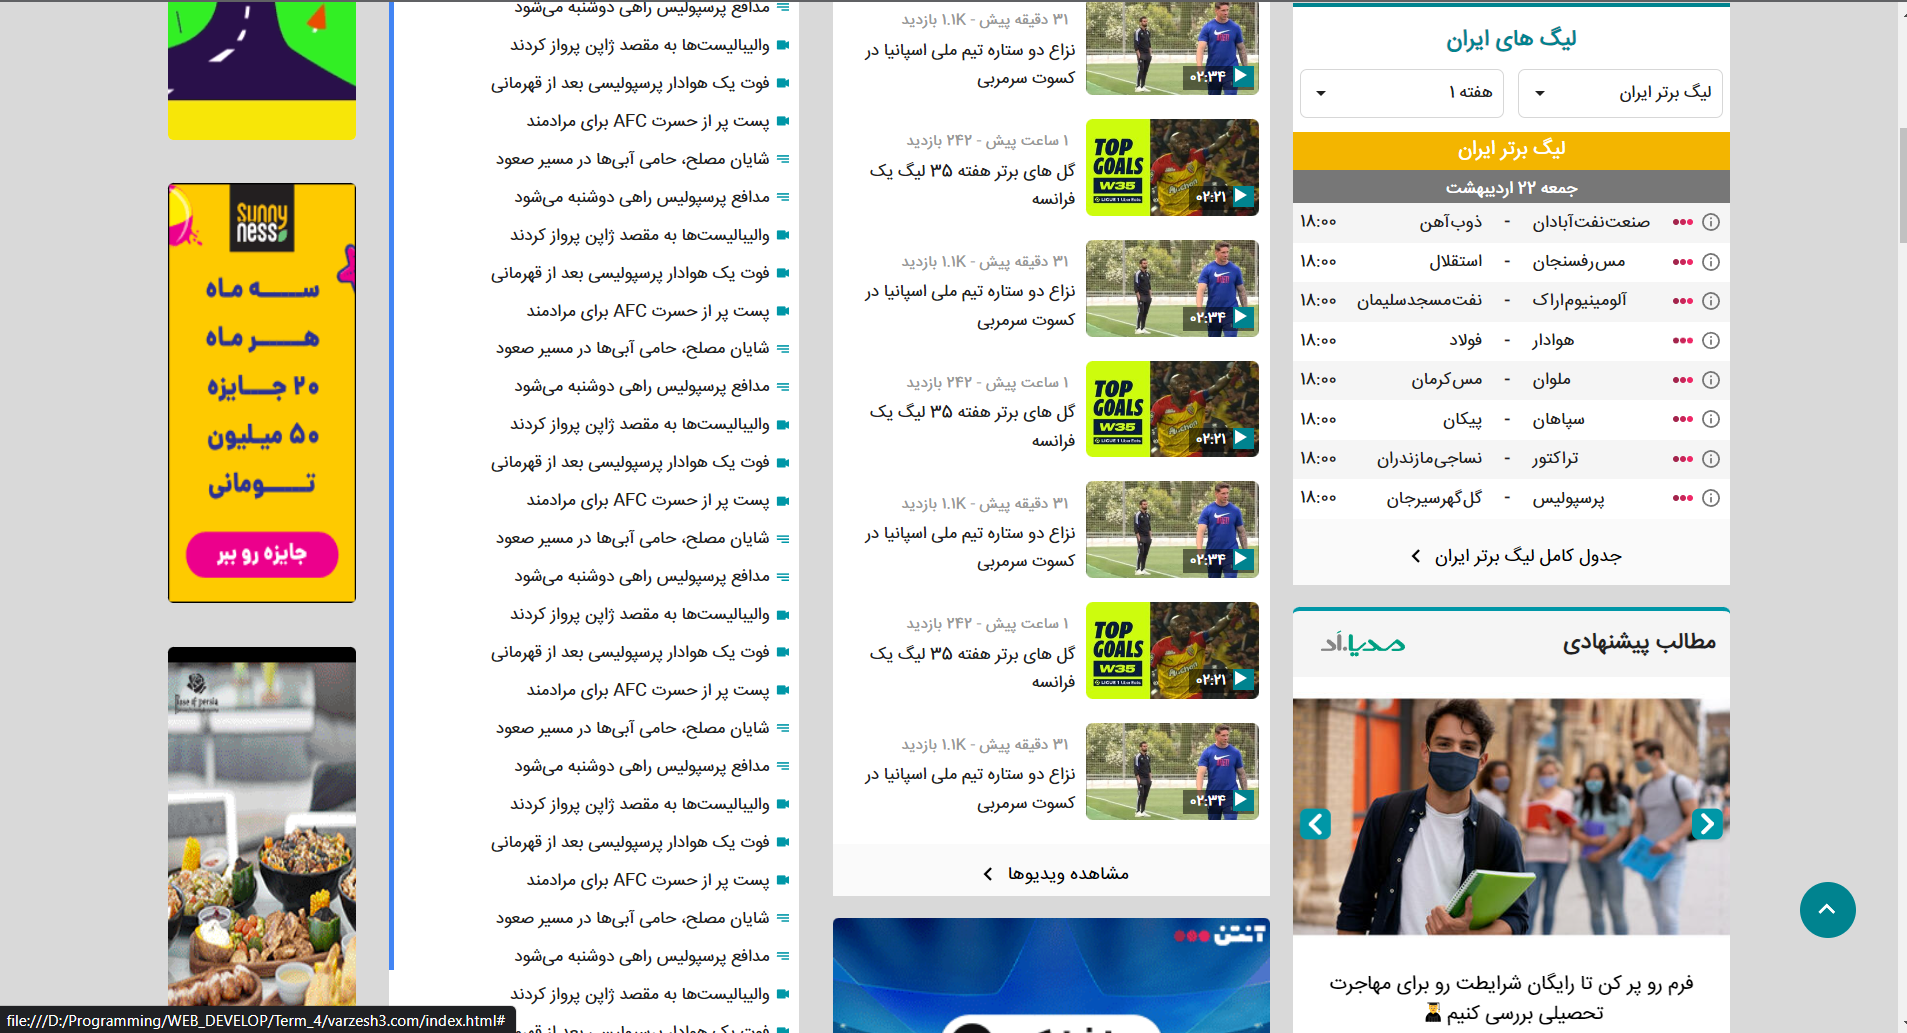 لیگ های ایران
لیگ برتر ایران
هفته 1
لیگ برتر ایران
جمعه ۲۲ اردیبهشت
صنعت‌نفت‌آبادان - ذوب‌آهن ۱۸:۰۰
مس‌رفسنجان - استقلال ۱۸:۰۰
آلومینیوم‌اراک - نفت‌مسجدسلیمان ۱۸:۰۰
هوادار - فولاد ۱۸:۰۰
ملوان - مس‌کرمان ۱۸:۰۰
سپاهان - پیکان ۱۸:۰۰
تراکتور - نساجی‌مازندران ۱۸:۰۰
پرسپولیس - گل‌گهرسیرجان ۱۸:۰۰
جدول کامل لیگ برتر ایران
مطالب پیشنهادی
مدیا.اَد
فرم رو پر کن تا رایگان شرایطت رو برای مهاجرت
تحصیلی بررسی کنیم
۳۱ دقیقه پیش - ۱.۱K بازدید
نزاع دو ستاره تیم ملی اسپانیا در
کسوت سرمربی
۰۲:۳۴
۱ ساعت پیش - ۲۴۲ بازدید
گل های برتر هفته ۳۵ لیگ یک
فرانسه
TOP
GOALS
W35
۰۲:۲۱
۳۱ دقیقه پیش - ۱.۱K بازدید
نزاع دو ستاره تیم ملی اسپانیا در
کسوت سرمربی
۰۲:۳۴
۱ ساعت پیش - ۲۴۲ بازدید
گل های برتر هفته ۳۵ لیگ یک
فرانسه
TOP
GOALS
W35
۰۲:۲۱
۳۱ دقیقه پیش - ۱.۱K بازدید
نزاع دو ستاره تیم ملی اسپانیا در
کسوت سرمربی
۰۲:۳۴
۱ ساعت پیش - ۲۴۲ بازدید
گل های برتر هفته ۳۵ لیگ یک
فرانسه
TOP
GOALS
W35
۰۲:۲۱
۳۱ دقیقه پیش - ۱.۱K بازدید
نزاع دو ستاره تیم ملی اسپانیا در
کسوت سرمربی
۰۲:۳۴
مشاهده ویدیوها
آنتن
مدافع پرسپولیس راهی دوشنبه می‌شود
والیبالیست‌ها به مقصد ژاپن پرواز کردند
فوت یک هوادار پرسپولیسی بعد از قهرمانی
پست پر از حسرت AFC برای مرادمند
شایان مصلح، حامی آبی‌ها در مسیر صعود
مدافع پرسپولیس راهی دوشنبه می‌شود
والیبالیست‌ها به مقصد ژاپن پرواز کردند
فوت یک هوادار پرسپولیسی بعد از قهرمانی
پست پر از حسرت AFC برای مرادمند
شایان مصلح، حامی آبی‌ها در مسیر صعود
مدافع پرسپولیس راهی دوشنبه می‌شود
والیبالیست‌ها به مقصد ژاپن پرواز کردند
فوت یک هوادار پرسپولیسی بعد از قهرمانی
پست پر از حسرت AFC برای مرادمند
شایان مصلح، حامی آبی‌ها در مسیر صعود
مدافع پرسپولیس راهی دوشنبه می‌شود
والیبالیست‌ها به مقصد ژاپن پرواز کردند
فوت یک هوادار پرسپولیسی بعد از قهرمانی
پست پر از حسرت AFC برای مرادمند
شایان مصلح، حامی آبی‌ها در مسیر صعود
مدافع پرسپولیس راهی دوشنبه می‌شود
والیبالیست‌ها به مقصد ژاپن پرواز کردند
فوت یک هوادار پرسپولیسی بعد از قهرمانی
پست پر از حسرت AFC برای مرادمند
شایان مصلح، حامی آبی‌ها در مسیر صعود
مدافع پرسپولیس راهی دوشنبه می‌شود
والیبالیست‌ها به مقصد ژاپن پرواز کردند
sunny
ness
ســـه ماه
هـــر ماه
۲۰ جـــایزه
۵۰ میلیون
تـــومانی
جایزه رو ببر
Rose of persia
file:///D:/Programming/WEB_DEVELOP/Term_4/varzesh3.com/index.html#